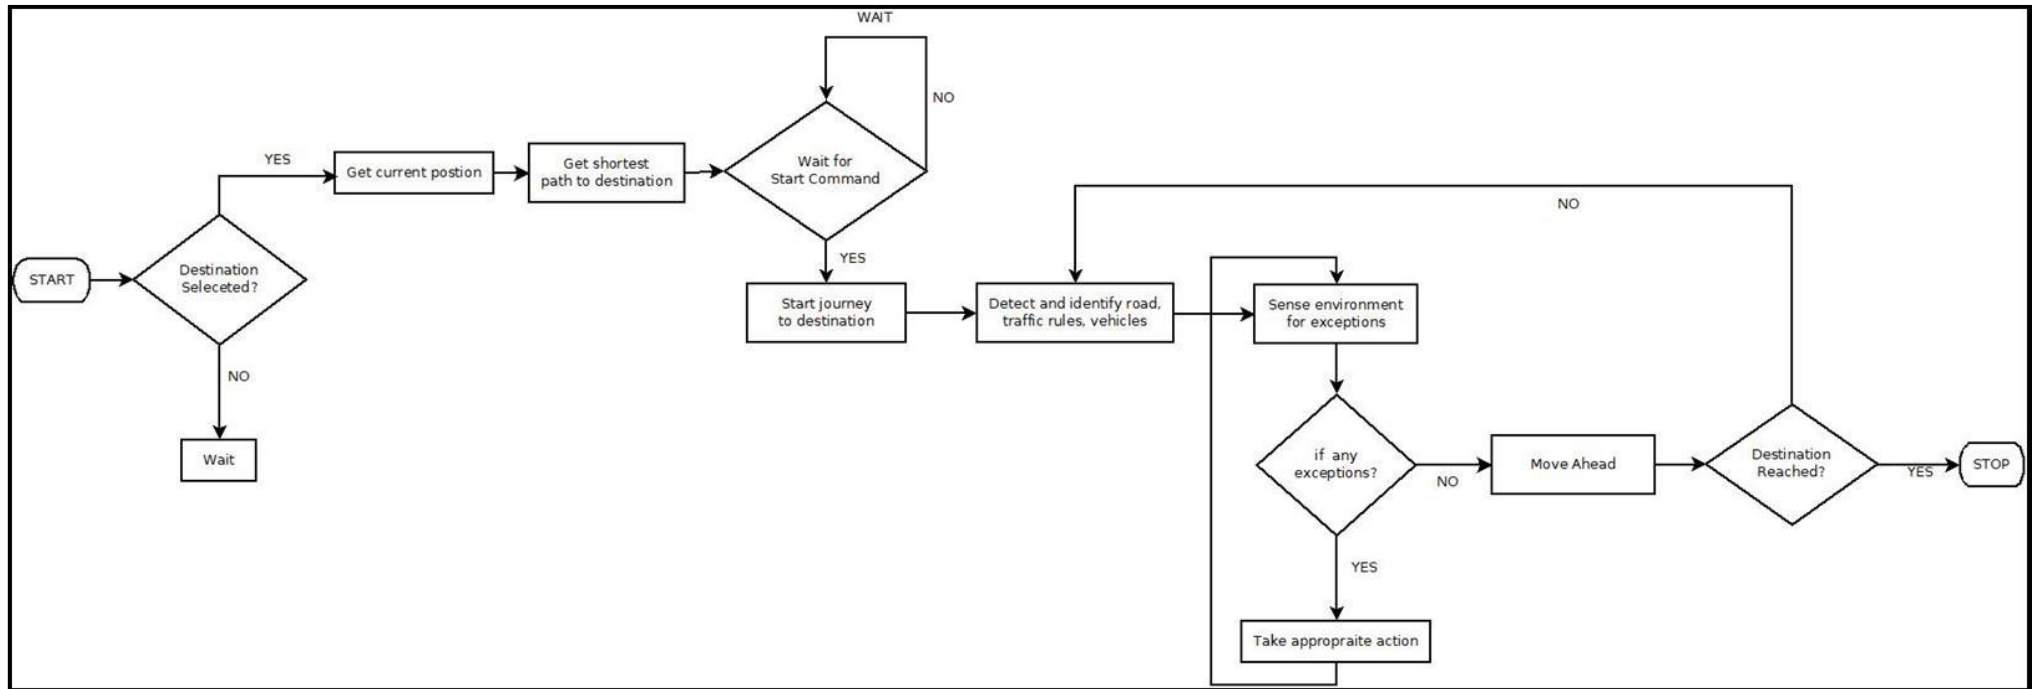 START
Destination
Seleceted?
YES
NO
Wait
Get current postion
Get shortest
path to destination
WAIT
NO
Wait for
Start Command
YES
Start journey
to destination
Detect and identify road,
traffic rules, vehicles
Sense environment
for exceptions
if any
exceptions?
YES
Take appropraite action
NO
Move Ahead
Destination
Reached?
NO
YES
STOP